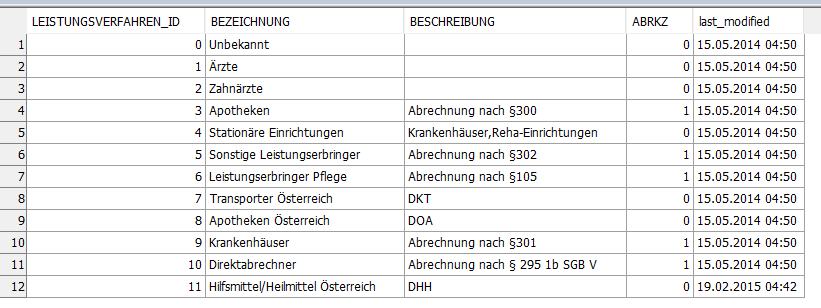 LEISTUNGSVERFAHREN_ID BEZEICHNUNG BESCHREIBUNG ABRKZ last_modified
1 0 Unbekannt 0 15.05.2014 04:50
2 1 Ärzte 0 15.05.2014 04:50
3 2 Zahnärzte 0 15.05.2014 04:50
4 3 Apotheken Abrechnung nach §300 1 15.05.2014 04:50
5 4 Stationäre Einrichtungen Krankenhäuser,Reha-Einrichtungen 0 15.05.2014 04:50
6 5 Sonstige Leistungserbringer Abrechnung nach §302 1 15.05.2014 04:50
7 6 Leistungserbringer Pflege Abrechnung nach §105 1 15.05.2014 04:50
8 7 Transporter Österreich DKT 0 15.05.2014 04:50
9 8 Apotheken Österreich DOA 0 15.05.2014 04:50
10 9 Krankenhäuser Abrechnung nach §301 1 15.05.2014 04:50
11 10 Direktabrechner Abrechnung nach § 295 1b SGB V 1 15.05.2014 04:50
12 11 Hilfsmittel/Heilmittel Österreich DHH 0 19.02.2015 04:42